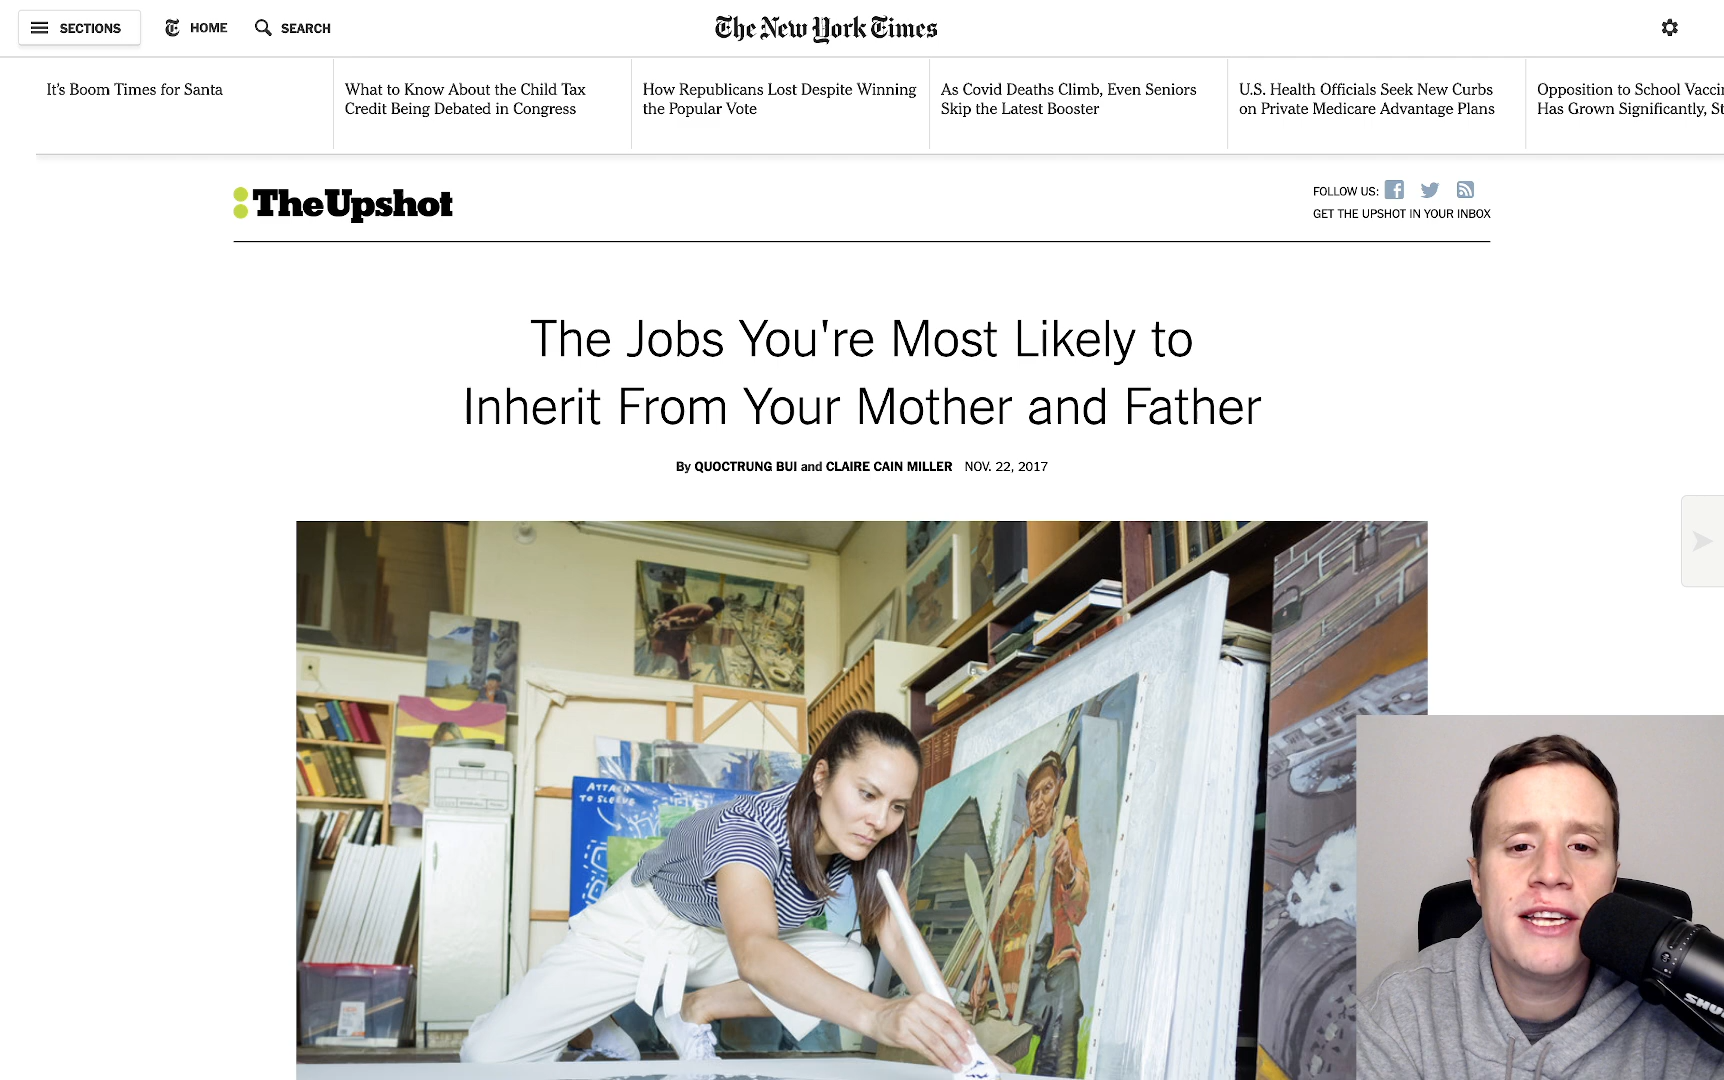 SECTIONS
HOME
SEARCH
The New York Times
It's Boom Times for Santa
What to Know About the Child Tax
Credit Being Debated in Congress
How Republicans Lost Despite Winning
the Popular Vote
As Covid Deaths Climb, Even Seniors
Skip the Latest Booster
U.S. Health Officials Seek New Curbs
on Private Medicare Advantage Plans
Opposition to School
Has Grown Significantly,
TheUpshot
FOLLOW US:
GET THE UPSHOT IN YOUR INBOX
The Jobs You're Most Likely to
Inherit From Your Mother and Father
By QUOCTRUNG BUI and CLAIRE CAIN MILLER NOV. 22, 2017
ATTACH
TO SLEEVE